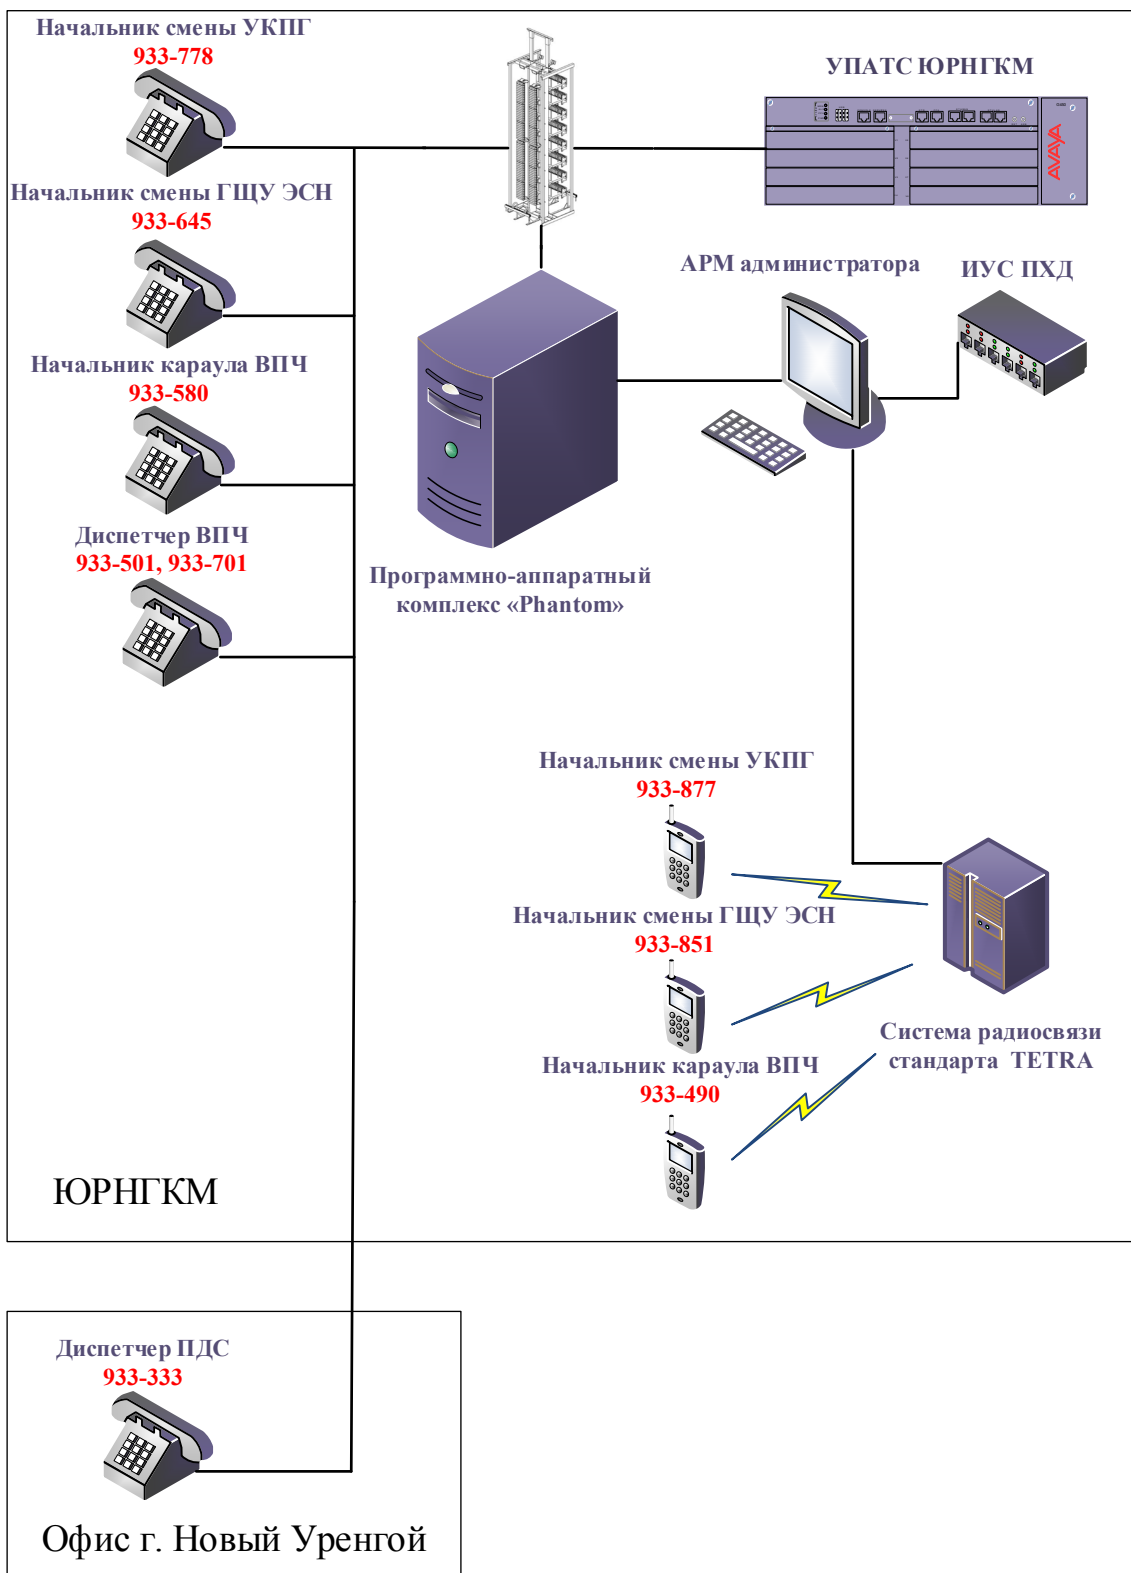 Начальник смены УКПГ
933-778
УПАТС ЮРНГКМ
AVAYA
Начальник смены ГЩУ ЭСН
933-645
АРМ администратора
ИУС ПХД
Начальник караула ВПЧ
933-580
Диспетчер ВПЧ
933-501, 933-701
Программно-аппаратный
комплекс «Phantom»
Начальник смены УКПГ
933-877
Начальник смены ГЩУ ЭСН
933-851
Система радиосвязи
стандарта TETRA
Начальник караула ВПЧ
933-490
ЮРНГКМ
Диспетчер ПДС
933-333
Офис г. Новый Уренгой